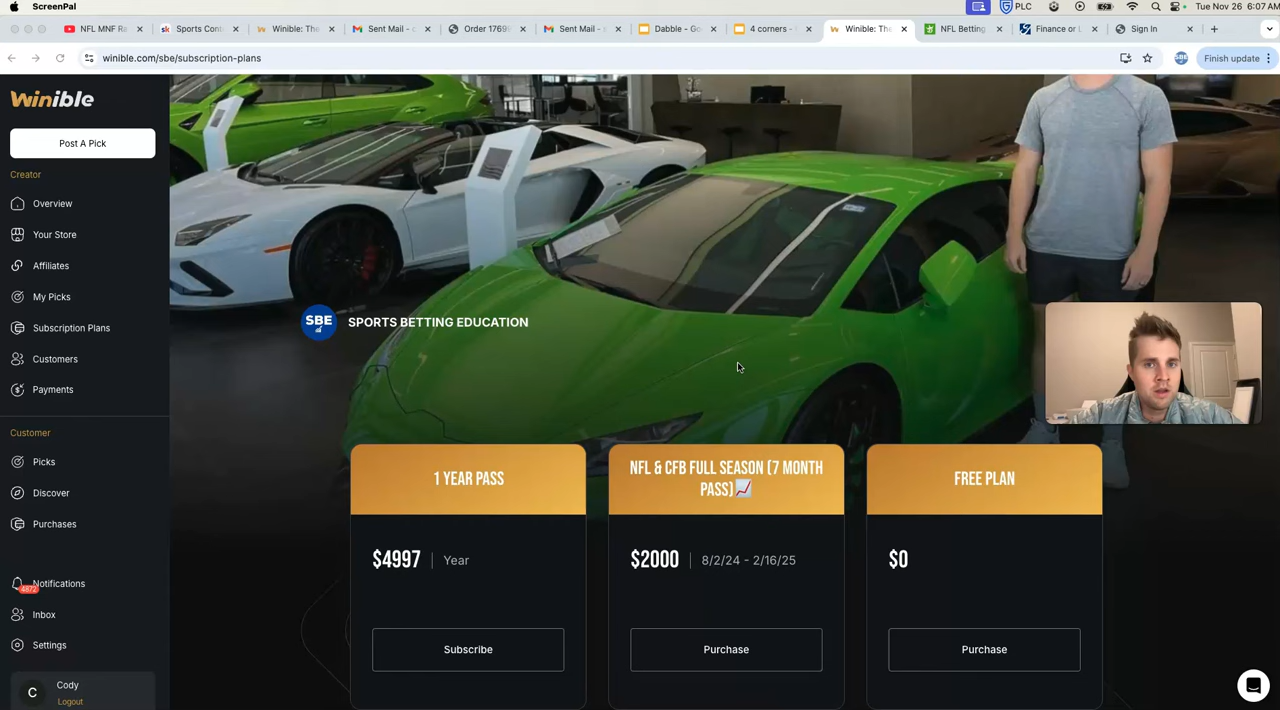 ScreenPal
PLC
Tue Nov 26 6:07 AM
NFL MNF Re
Sports Con
Winible: The
Sent Mail -
Order 1769
Sent Mail -
Dabble -
4 corners -
Winible: The
NFL Betting
Finance or L
Sign In
winible.com/sbe/subscription-plans
Finish update
Winible
Post A Pick
Creator
Overview
Your Store
Affiliates
My Picks
Subscription Plans
Customers
Payments
Customer
Picks
Discover
Purchases
Notifications
4872
Inbox
Settings
C
Cody
Logout
SBE
SPORTS BETTING EDUCATION
1 YEAR PASS
$4997 | Year
Subscribe
NFL & CFB FULL SEASON (7 MONTH
PASS)📈
$2000 | 8/2/24 - 2/16/25
Purchase
FREE PLAN
$0
Purchase